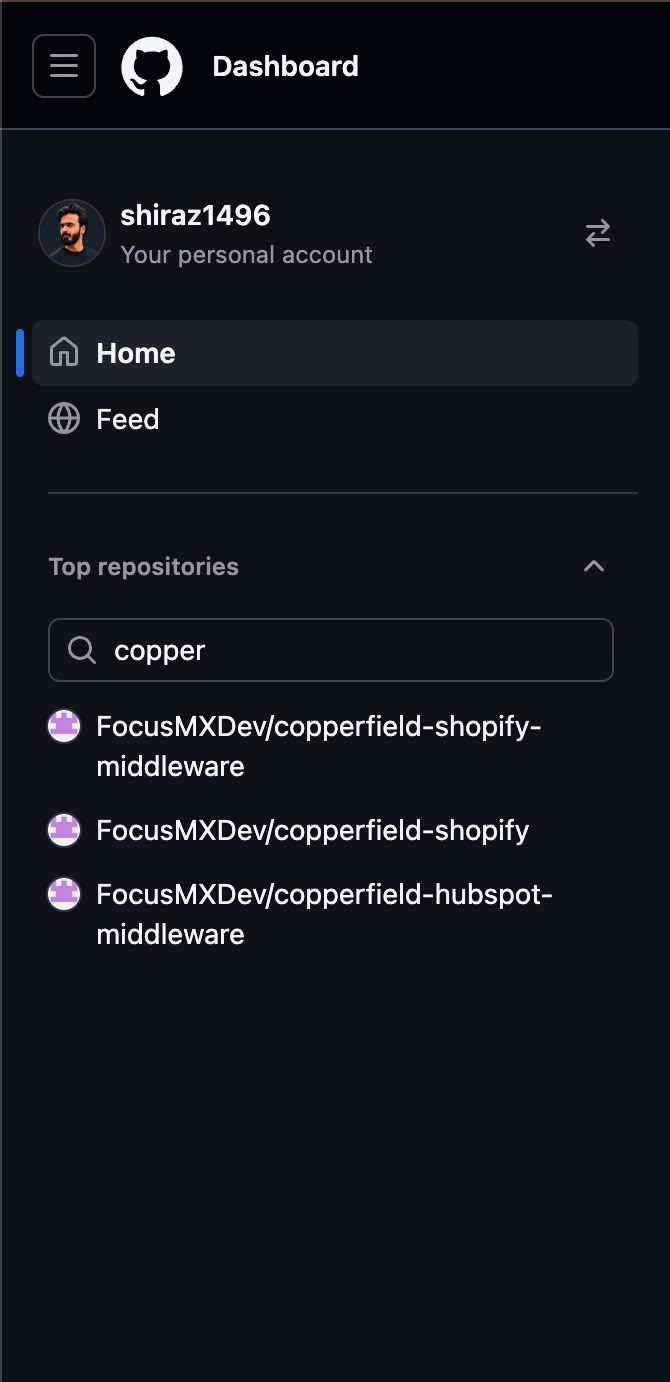 Dashboard
shiraz1496
Your personal account
Home
Feed
Top repositories
copper
FocusMXDev/copperfield-shopify-
middleware
FocusMXDev/copperfield-shopify
FocusMXDev/copperfield-hubspot-
middleware